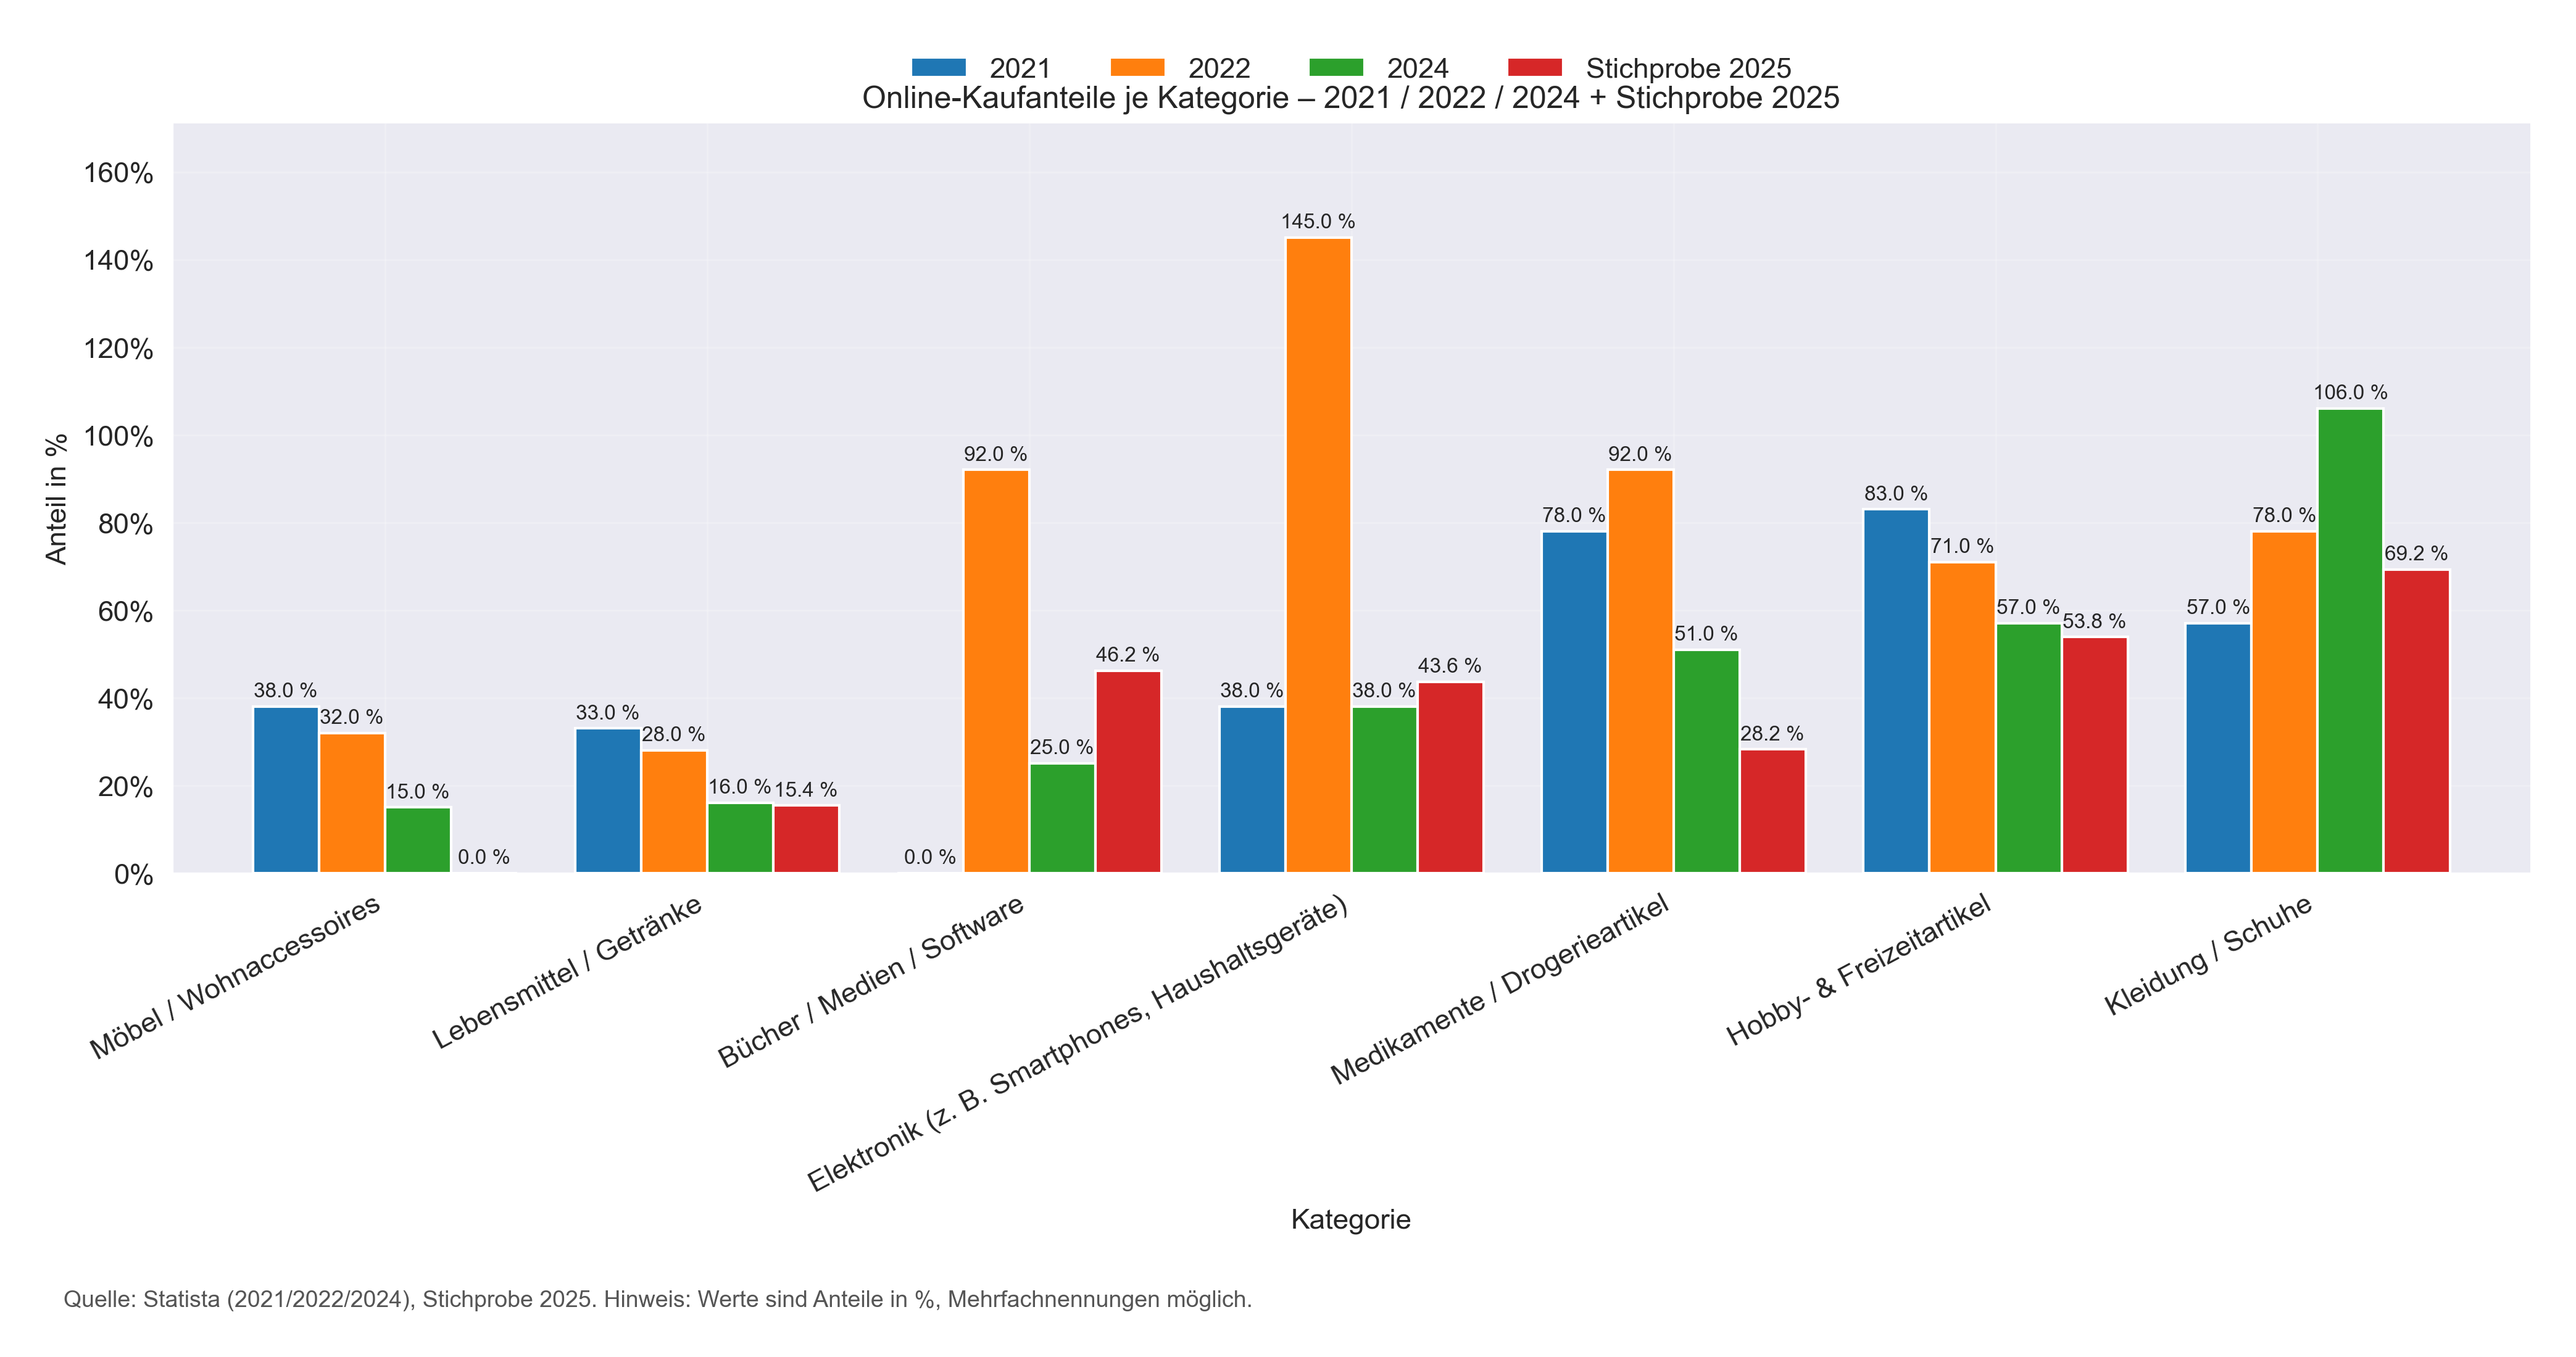 2021 2022 2024 Stichprobe 2025
Online-Kaufanteile je Kategorie – 2021 / 2022 / 2024 + Stichprobe 2025
Anteil in %
160%
140%
120%
100%
80%
60%
40%
20%
0%
38.0 % 32.0 % 15.0 % 0.0 %
33.0 % 28.0 % 16.0 % 15.4 %
0.0 % 92.0 % 25.0 % 46.2 %
38.0 % 145.0 % 38.0 % 43.6 %
78.0 % 92.0 % 51.0 % 28.2 %
83.0 % 71.0 % 57.0 % 53.8 %
57.0 % 78.0 % 106.0 % 69.2 %
Möbel / Wohnaccessoires
Lebensmittel / Getränke
Bücher / Medien / Software
Elektronik (z. B. Smartphones, Haushaltsgeräte)
Medikamente / Drogerieartikel
Hobby- & Freizeitartikel
Kleidung / Schuhe
Kategorie
Quelle: Statista (2021/2022/2024), Stichprobe 2025. Hinweis: Werte sind Anteile in %, Mehrfachnennungen möglich.